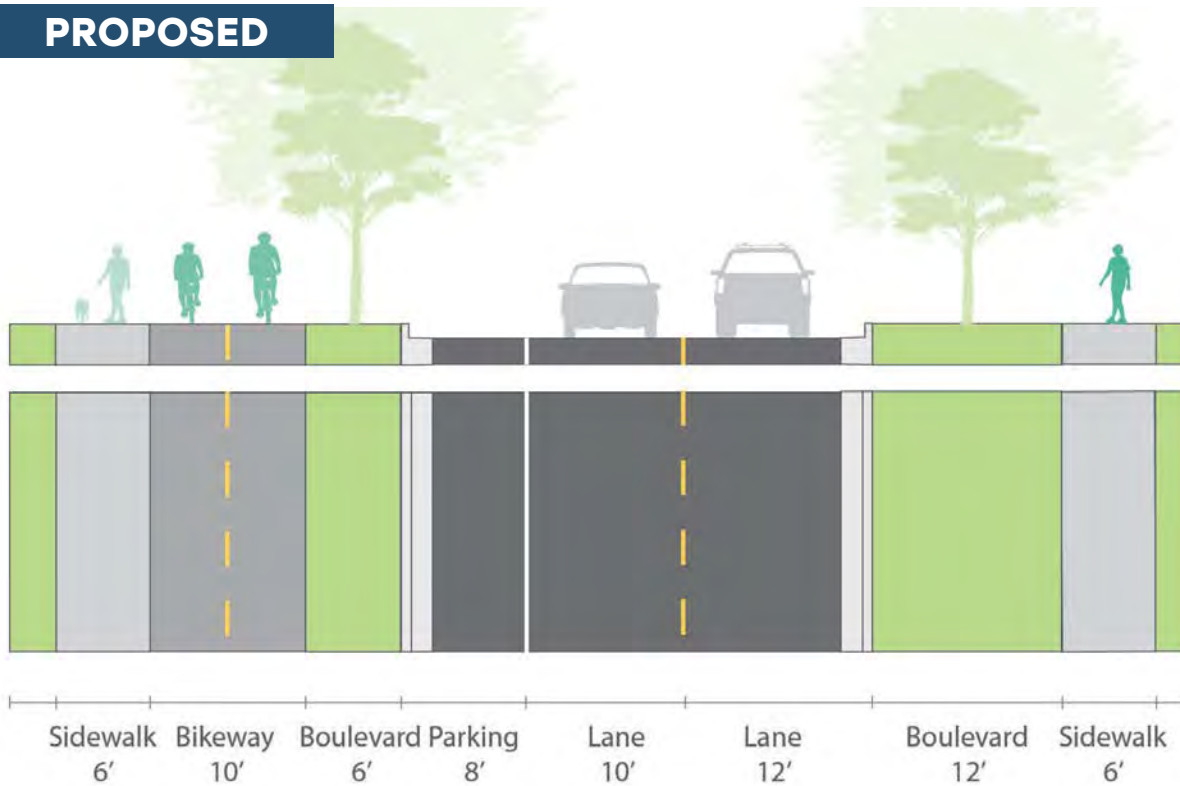 PROPOSED
Sidewalk Bikeway Boulevard Parking Lane Lane Boulevard Sidewalk
6’ 10’ 6’ 8’ 10’ 12’ 12’ 6’